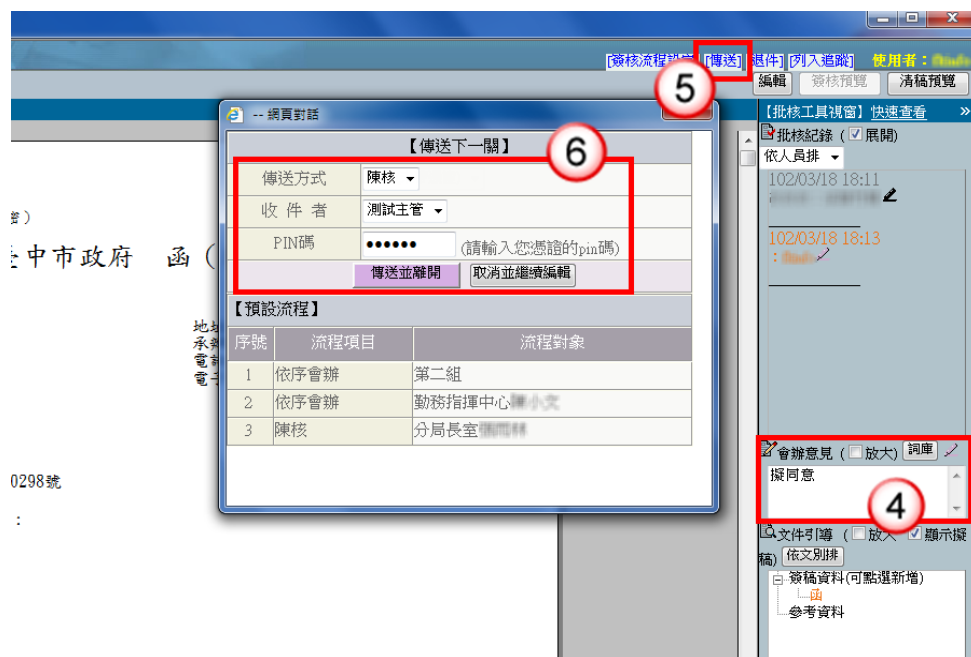 [簽核流程設定] [傳送] [退件] [列入追蹤] 使用者：
編輯 簽核預覽 清稿預覽
5
【批核工具視窗】 快速查看 »
批核紀錄 ( 展開)
依人員排
102/03/18 18:11
102/03/18 18:13
:
-- 網頁對話
【傳送下一關】
6
傳送方式 陳核
收 件 者 測試主管
PIN碼 •••••• (請輸入您憑證的pin碼)
傳送並離開 取消並繼續編輯
【預設流程】
序號 流程項目 流程對象
1 依序會辦 第二組
2 依序會辦 勤務指揮中心
3 陳核 分局長室
)
中市政府 函 (
地
承
電
電
0298號
:
會辦意見 ( 放大) 詞庫
擬同意
4
文件引導 ( 放大 顯示擬
稿) 依文別排
簽稿資料(可點選新增)
函
參考資料